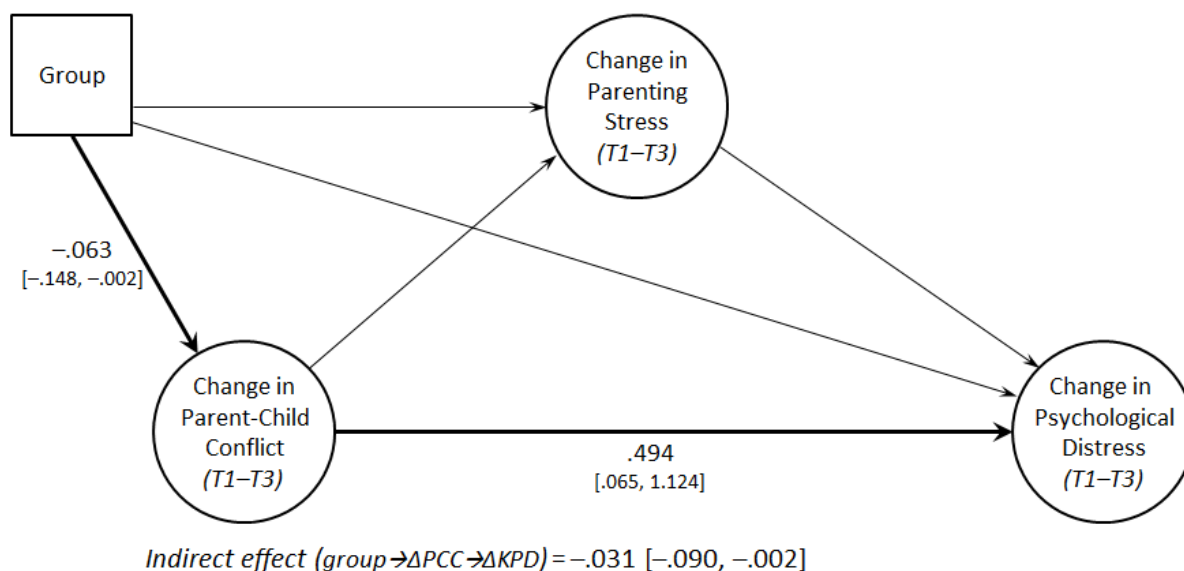 Group
Change in
Parenting
Stress
(T1–T3)
–.063
[–.148, –.002]
Change in
Parent-Child
Conflict
(T1–T3)
.494
[.065, 1.124]
Change in
Psychological
Distress
(T1–T3)
Indirect effect (group→ΔPCC→ΔKPD) = –.031 [–.090, –.002]